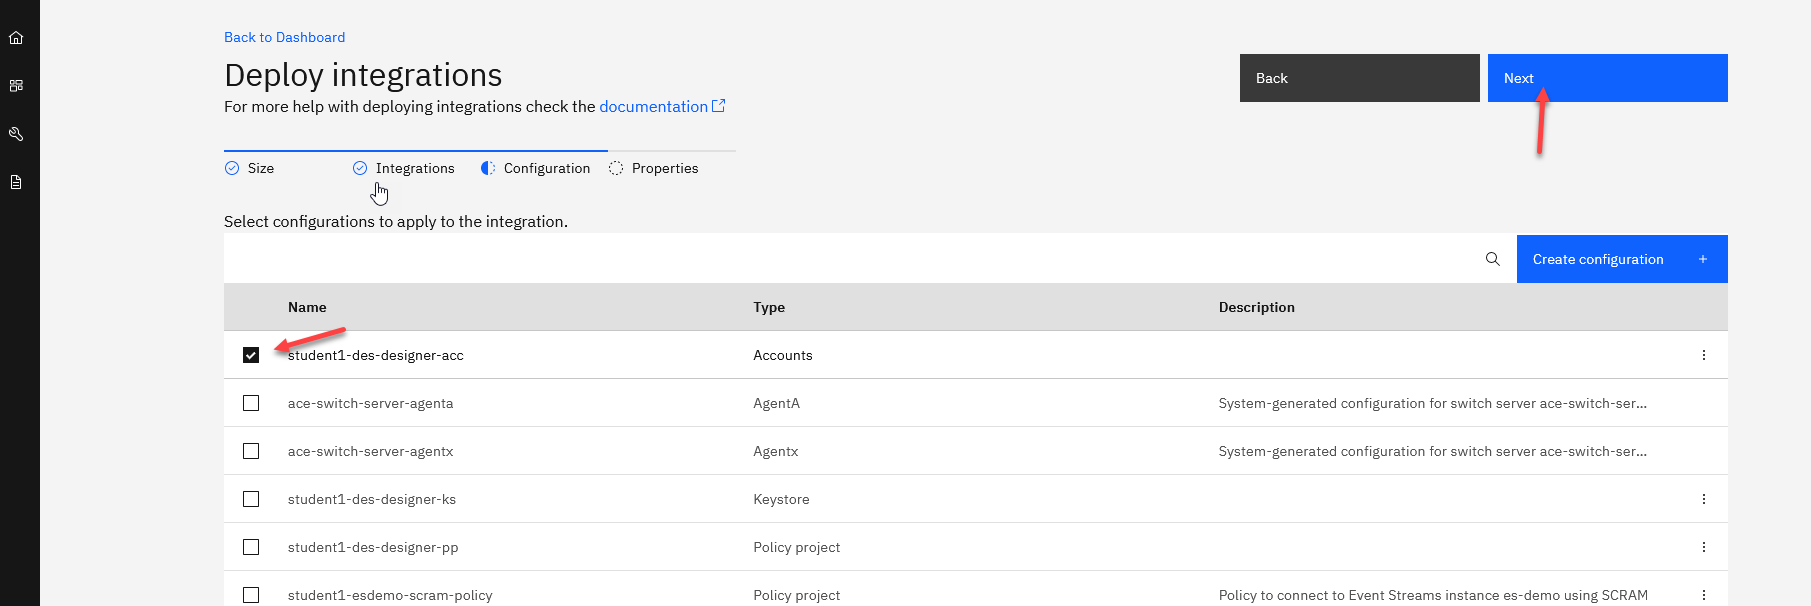 Back to Dashboard
Deploy integrations
For more help with deploying integrations check the documentation
Back
Next
Size
Integrations
Configuration
Properties
Select configurations to apply to the integration.
Create configuration +
Name Type Description
student1-des-designer-acc Accounts
ace-switch-server-agenta AgentA System-generated configuration for switch server ace-switch-ser...
ace-switch-server-agentx Agentx System-generated configuration for switch server ace-switch-ser...
student1-des-designer-ks Keystore
student1-des-designer-pp Policy project
student1-esdemo-scram-policy Policy project Policy to connect to Event Streams instance es-demo using SCRAM